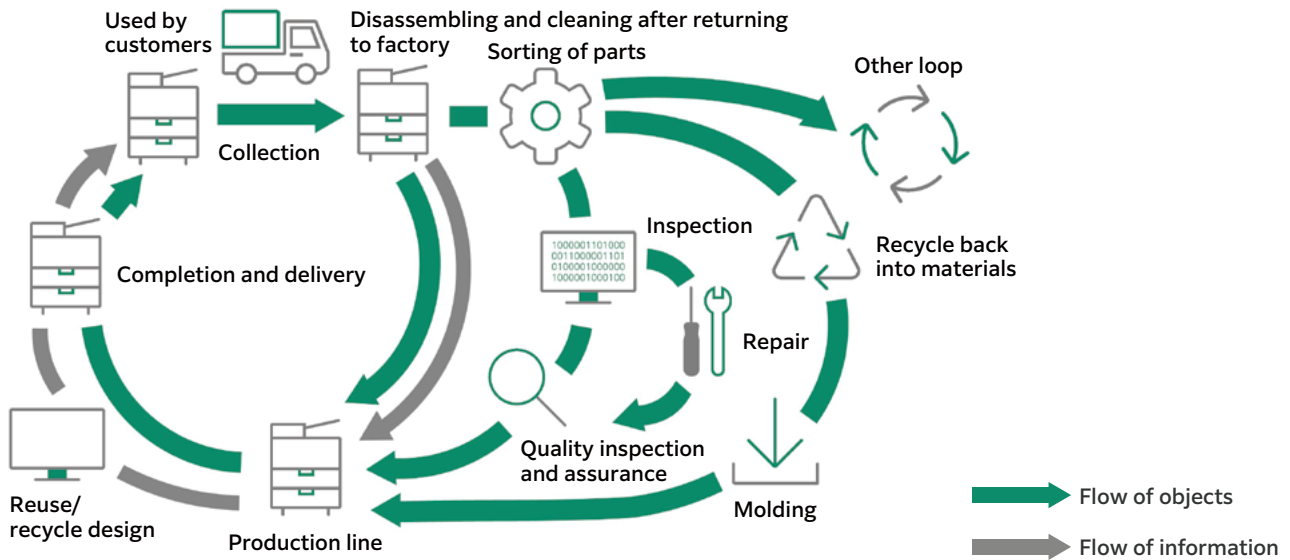 Used by
customers
Disassembling and cleaning after returning
to factory
Sorting of parts
Other loop
Collection
Inspection
1000001101000
0011000001101
0100001000000
1000001000100
Recycle back
into materials
Completion and delivery
Repair
Quality inspection
and assurance
Molding
Reuse/
recycle design
Production line
Flow of objects
Flow of information